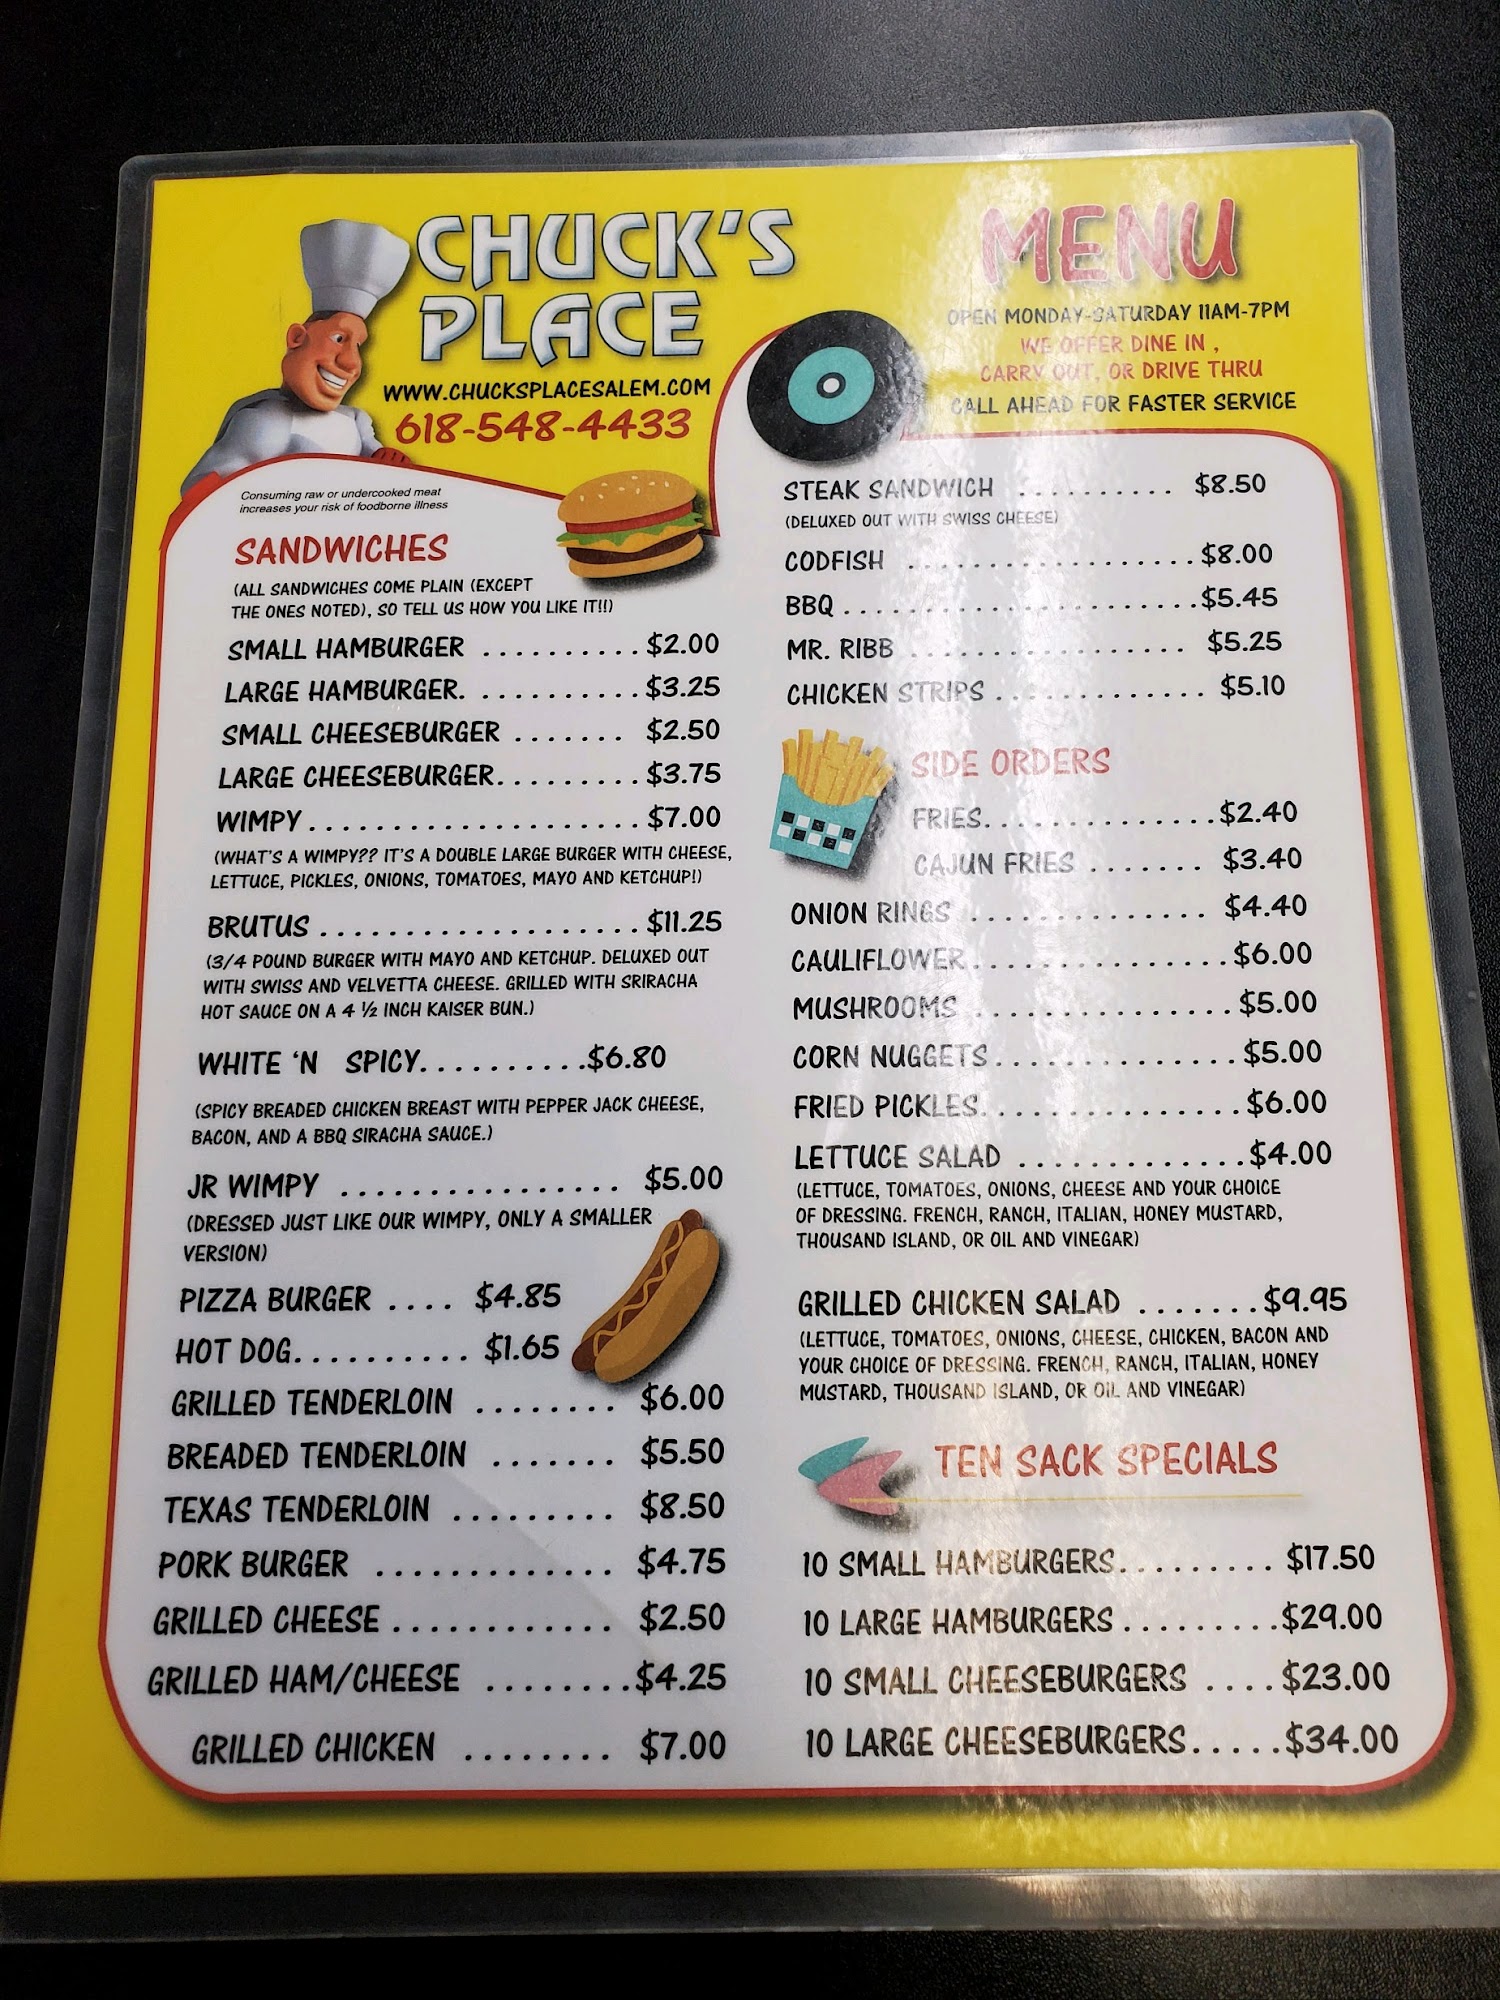 CHUCK'S
PLACE
WWW.CHUCKSPLACESALEM.COM
618-548-4433
MENU
OPEN MONDAY-SATURDAY 11AM-7PM
WE OFFER DINE IN ,
CARRY OUT, OR DRIVE THRU
CALL AHEAD FOR FASTER SERVICE
Consuming raw or undercooked meat
increases your risk of foodborne illness
SANDWICHES
(ALL SANDWICHES COME PLAIN (EXCEPT
THE ONES NOTED), SO TELL US HOW YOU LIKE IT!!)
SMALL HAMBURGER .......... $2.00
LARGE HAMBURGER. .......... $3.25
SMALL CHEESEBURGER ....... $2.50
LARGE CHEESEBURGER......... $3.75
WIMPY..................... $7.00
(WHAT'S A WIMPY?? IT'S A DOUBLE LARGE BURGER WITH CHEESE,
LETTUCE, PICKLES, ONIONS, TOMATOES, MAYO AND KETCHUP!)
BRUTUS .................... $11.25
(3/4 POUND BURGER WITH MAYO AND KETCHUP. DELUXED OUT
WITH SWISS AND VELVETTA CHEESE. GRILLED WITH SRIRACHA
HOT SAUCE ON A 4 ½ INCH KAISER BUN.)
WHITE 'N SPICY...........$6.80
(SPICY BREADED CHICKEN BREAST WITH PEPPER JACK CHEESE,
BACON, AND A BBQ SIRACHA SAUCE.)
JR WIMPY ................. $5.00
(DRESSED JUST LIKE OUR WIMPY, ONLY A SMALLER
VERSION)
PIZZA BURGER .... $4.85
HOT DOG.......... $1.65
GRILLED TENDERLOIN ........ $6.00
BREADED TENDERLOIN ....... $5.50
TEXAS TENDERLOIN ......... $8.50
PORK BURGER ............. $4.75
GRILLED CHEESE ............ $2.50
GRILLED HAM/CHEESE ........$4.25
GRILLED CHICKEN ........ $7.00
STEAK SANDWICH .......... $8.50
(DELUXED OUT WITH SWISS CHEESE)
CODFISH ..................$8.00
BBQ ......................$5.45
MR. RIBB ................. $5.25
CHICKEN STRIPS ............. $5.10
SIDE ORDERS
FRIES...............$2.40
CAJUN FRIES ....... $3.40
ONION RINGS ............... $4.40
CAULIFLOWER................$6.00
MUSHROOMS ................$5.00
CORN NUGGETS...............$5.00
FRIED PICKLES................$6.00
LETTUCE SALAD ..............$4.00
(LETTUCE, TOMATOES, ONIONS, CHEESE AND YOUR CHOICE
OF DRESSING. FRENCH, RANCH, ITALIAN, HONEY MUSTARD,
THOUSAND ISLAND, OR OIL AND VINEGAR)
GRILLED CHICKEN SALAD .......$9.95
(LETTUCE, TOMATOES, ONIONS, CHEESE, CHICKEN, BACON AND
YOUR CHOICE OF DRESSING. FRENCH, RANCH, ITALIAN, HONEY
MUSTARD, THOUSAND ISLAND, OR OIL AND VINEGAR)
TEN SACK SPECIALS
10 SMALL HAMBURGERS......... $17.50
10 LARGE HAMBURGERS .........$29.00
10 SMALL CHEESEBURGERS .... $23.00
10 LARGE CHEESEBURGERS.....$34.00